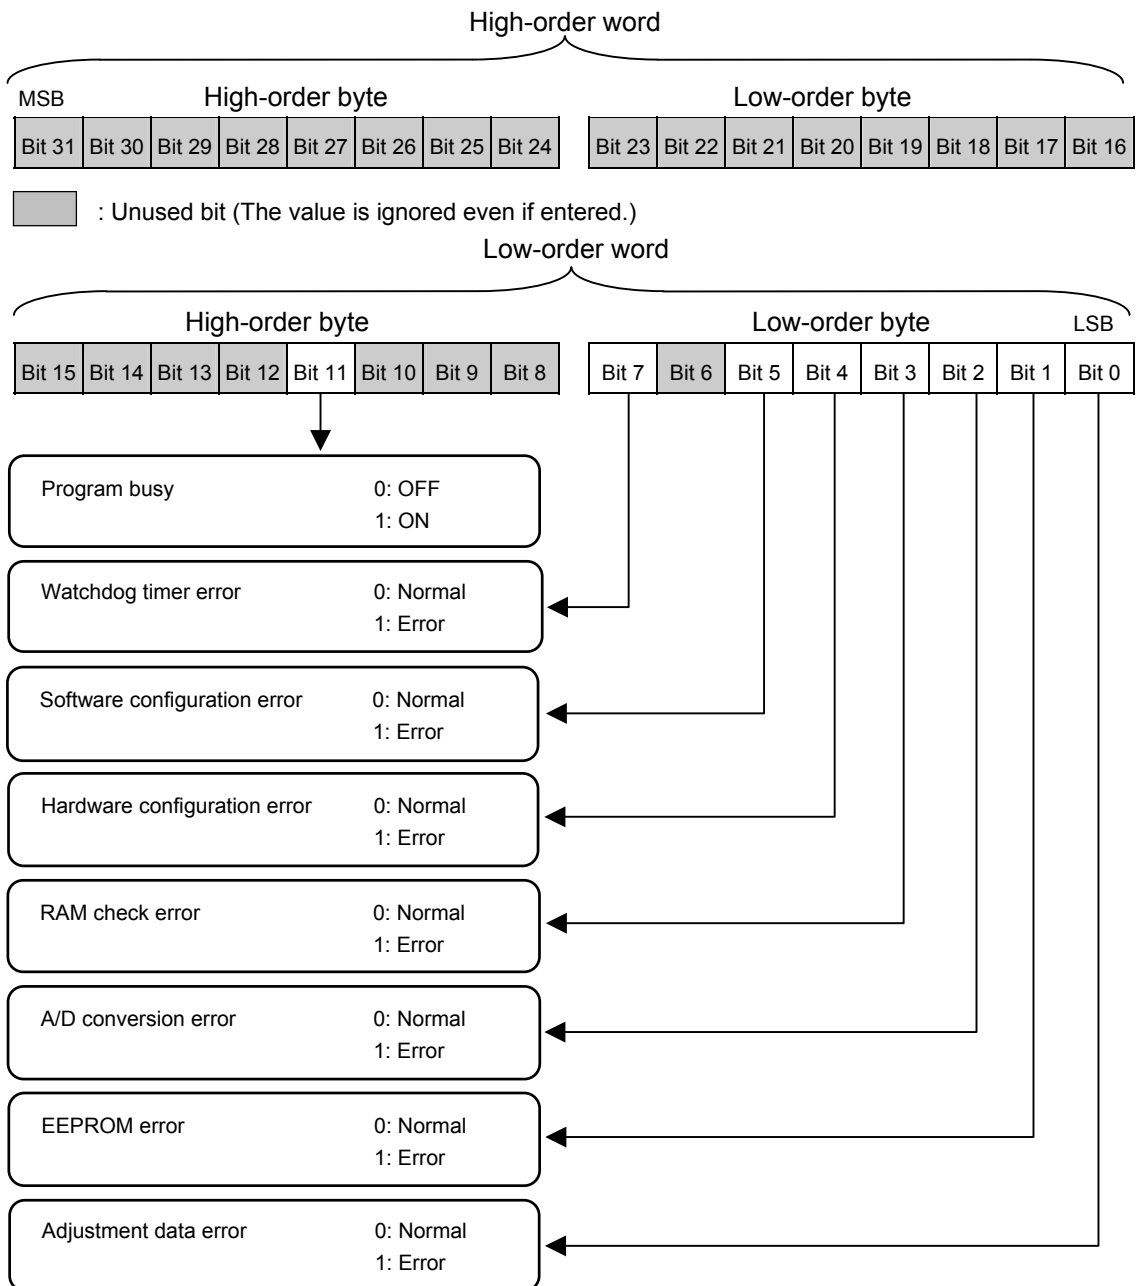 High-order word
MSB High-order byte Low-order byte
Bit 31 Bit 30 Bit 29 Bit 28 Bit 27 Bit 26 Bit 25 Bit 24 Bit 23 Bit 22 Bit 21 Bit 20 Bit 19 Bit 18 Bit 17 Bit 16
: Unused bit (The value is ignored even if entered.)
Low-order word
High-order byte Low-order byte LSB
Bit 15 Bit 14 Bit 13 Bit 12 Bit 11 Bit 10 Bit 9 Bit 8 Bit 7 Bit 6 Bit 5 Bit 4 Bit 3 Bit 2 Bit 1 Bit 0
Program busy 0: OFF
1: ON
Watchdog timer error 0: Normal
1: Error
Software configuration error 0: Normal
1: Error
Hardware configuration error 0: Normal
1: Error
RAM check error 0: Normal
1: Error
A/D conversion error 0: Normal
1: Error
EEPROM error 0: Normal
1: Error
Adjustment data error 0: Normal
1: Error